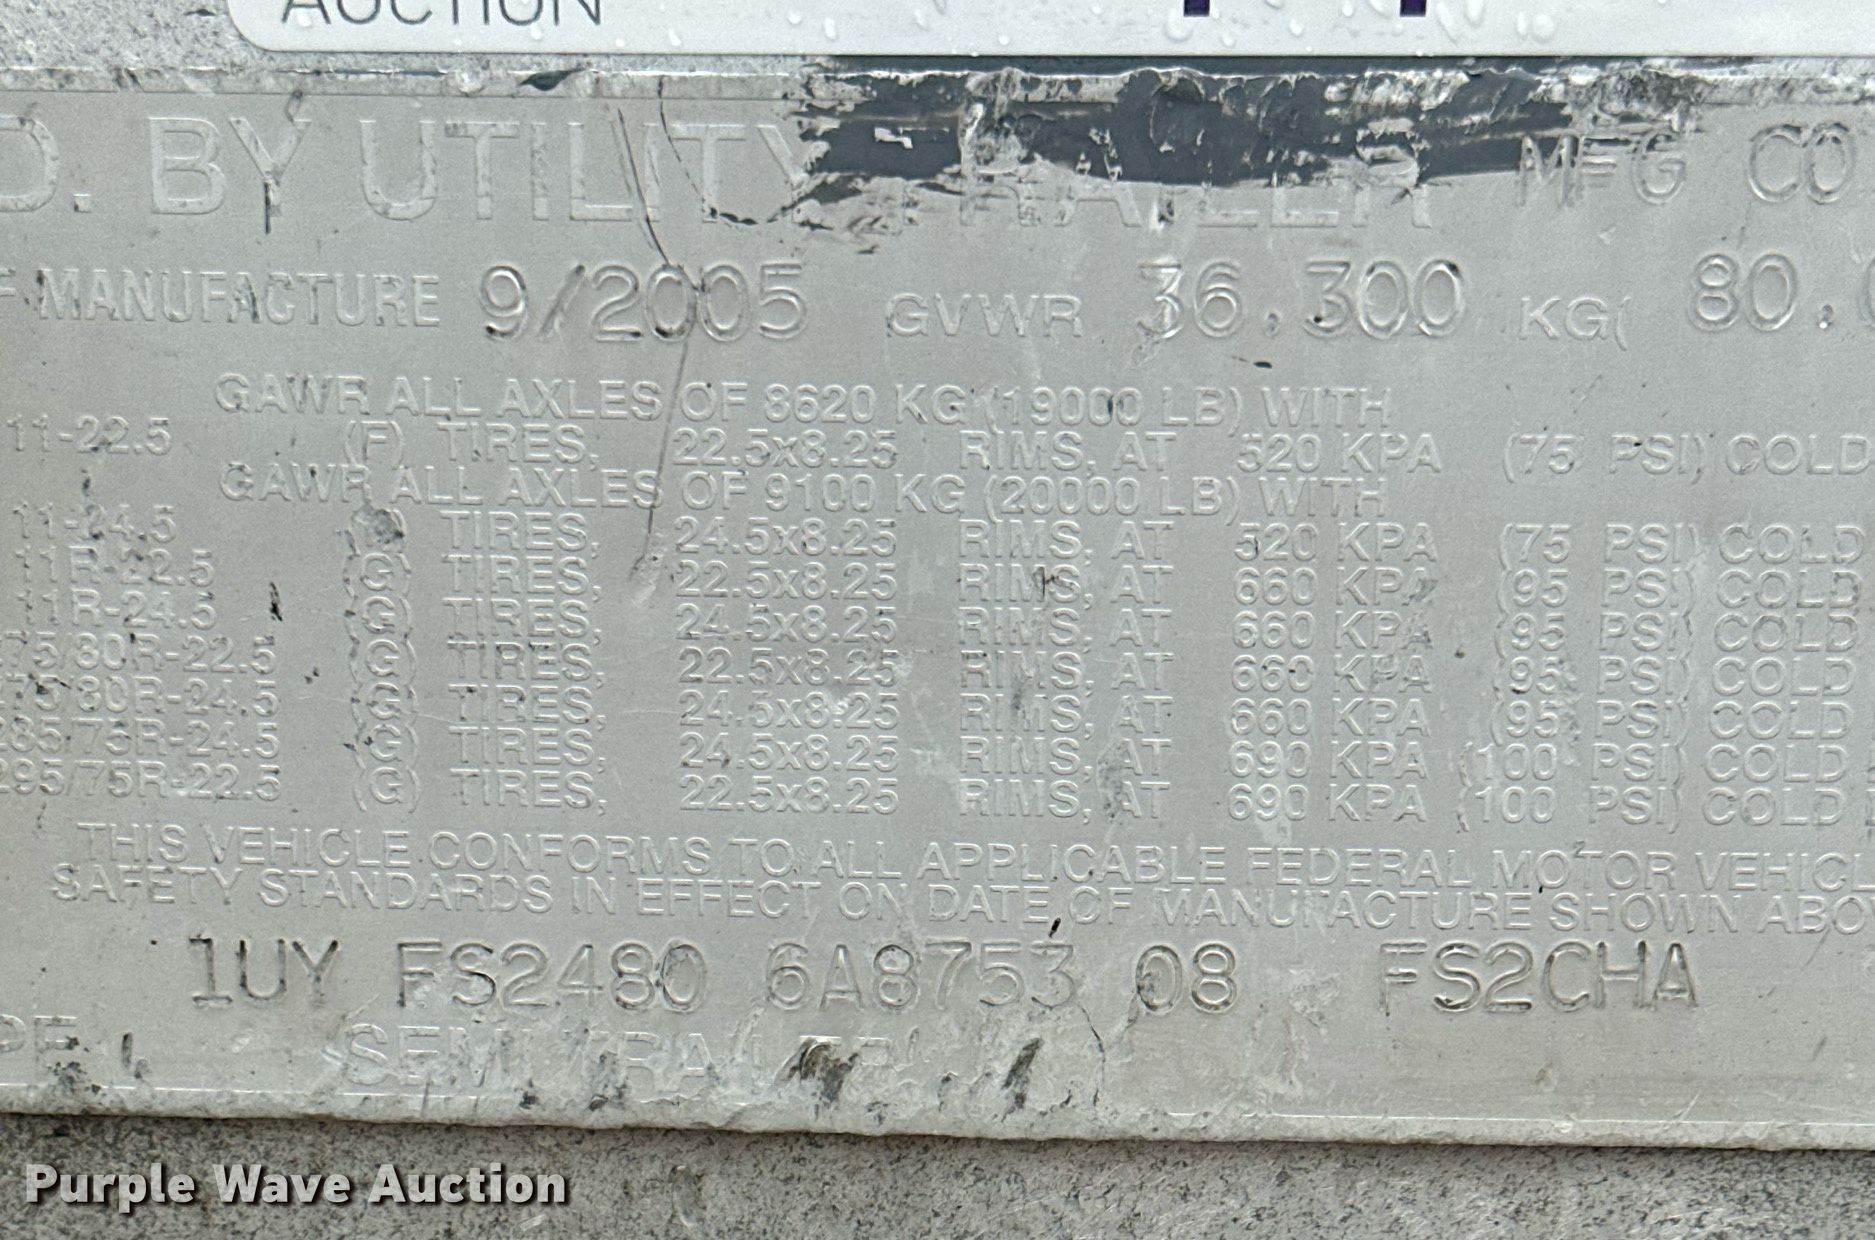 AUCTION
D. BY UTILITY TRAILER MFG CO
F MANUFACTURE 9/2005 GVWR 36.300 KG( 80.0
GAWR ALL AXLES OF 8620 KG (19000 LB) WITH
11-22.5 (F) TIRES, 22.5x8.25 RIMS, AT 520 KPA (75 PSI) COLD
GAWR ALL AXLES OF 9100 KG (20000 LB) WITH
11-24.5 TIRES, 24.5x8.25 RIMS, AT 520 KPA (75 PSI) COLD
11R-22.5 (G) TIRES, 22.5x8.25 RIMS, AT 660 KPA (95 PSI) COLD
11R-24.5 (G) TIRES, 24.5x8.25 RIMS, AT 660 KPA (95 PSI) COLD
275/80R-22.5 (G) TIRES, 22.5x8.25 RIMS, AT 660 KPA (95 PSI) COLD
275/80R-24.5 (G) TIRES, 24.5x8.25 RIMS, AT 660 KPA (95 PSI) COLD
285/75R-24.5 (G) TIRES, 24.5x8.25 RIMS, AT 690 KPA (100 PSI) COLD
295/75R-22.5 (G) TIRES, 22.5x8.25 RIMS, AT 690 KPA (100 PSI) COLD
THIS VEHICLE CONFORMS TO ALL APPLICABLE FEDERAL MOTOR VEHICL
SAFETY STANDARDS IN EFFECT ON DATE OF MANUFACTURE SHOWN ABO
1UY FS2480 6A8753 08 FS2CHA
PE SEMI TRAILER
Purple Wave Auction